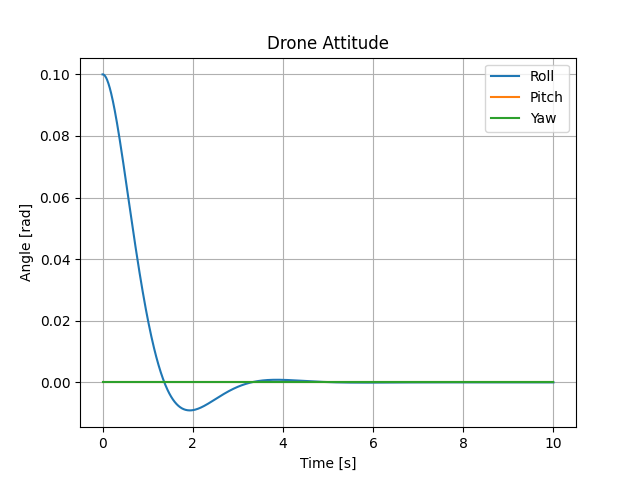 Drone Attitude
Roll
Pitch
Yaw
0.10
0.08
0.06
0.04
0.02
0.00
Angle [rad]
0 2 4 6 8 10
Time [s]